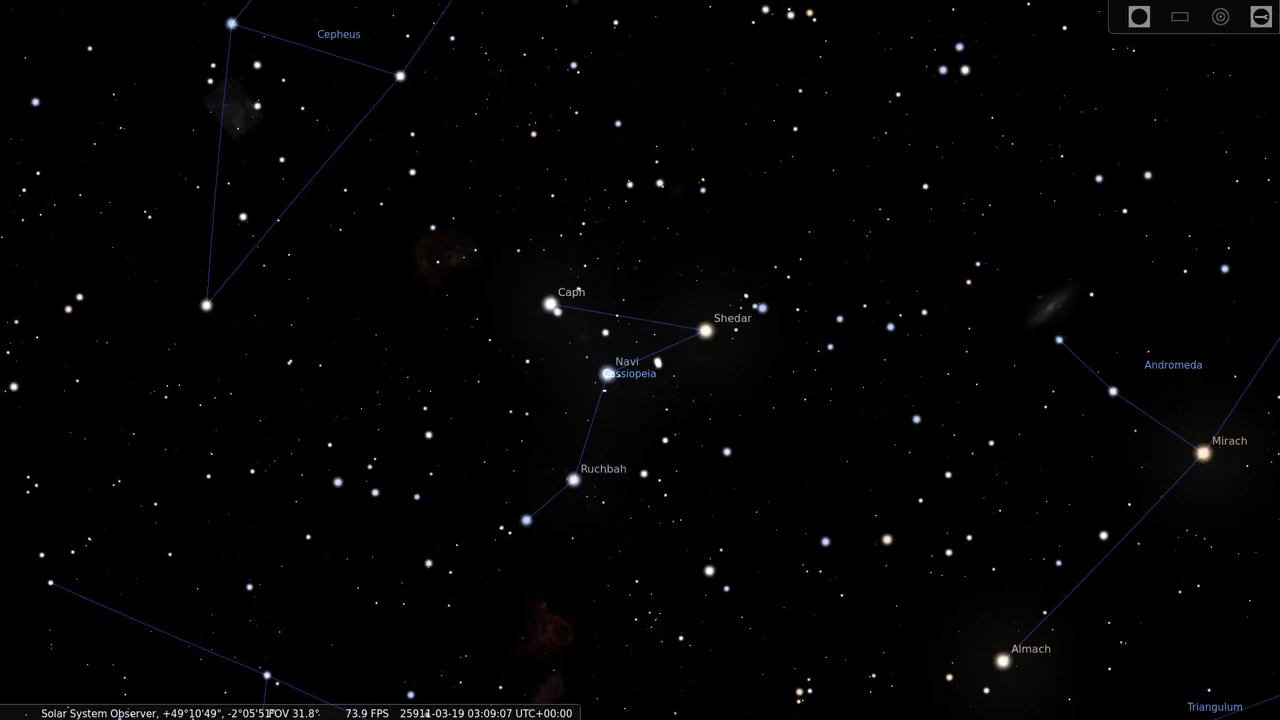 Cepheus
Caph
Shedar
Navi
Cassiopeia
Andromeda
Mirach
Ruchbah
Almach
Triangulum
Solar System Observer, +49°10'49", -2°05'51" FOV 31.8° 73.9 FPS 25911-03-19 03:09:07 UTC+00:00